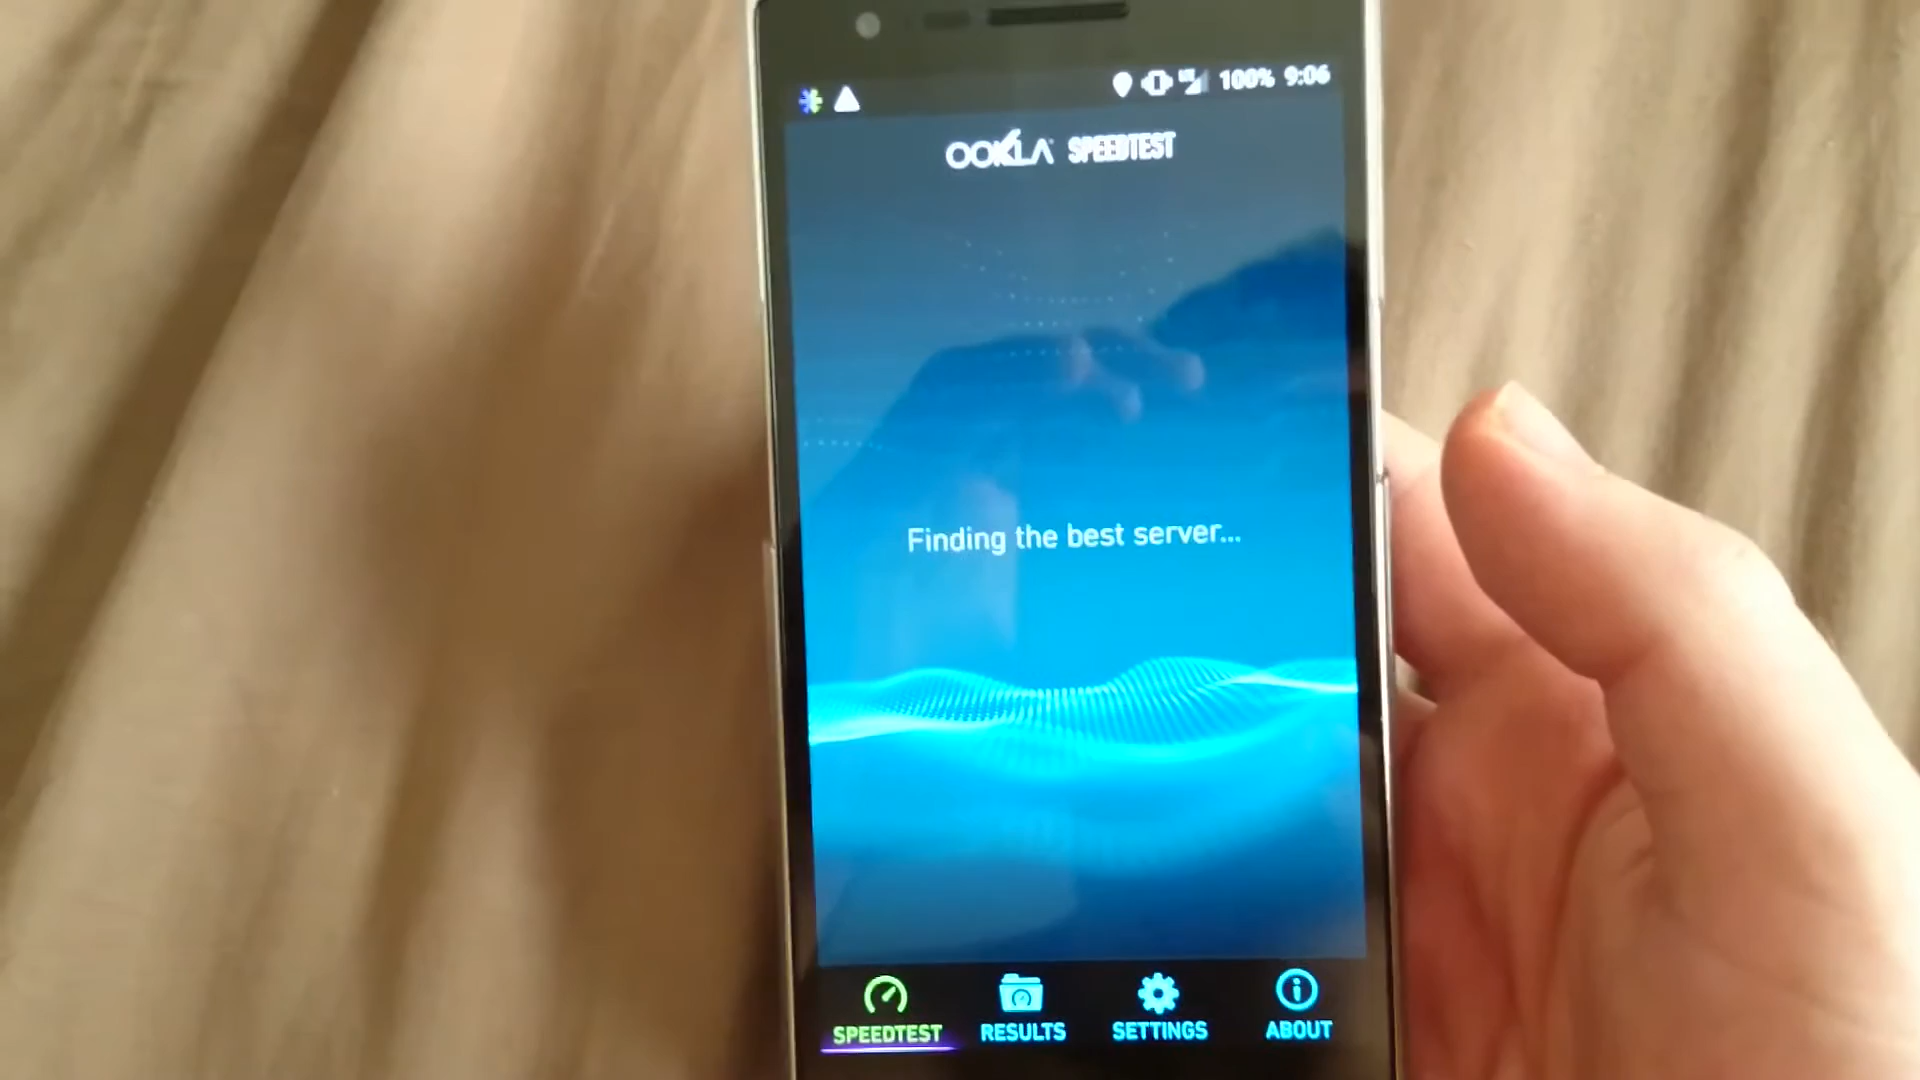 100% 9:06
OOKLA SPEEDTEST
Finding the best server...
SPEEDTEST RESULTS SETTINGS ABOUT